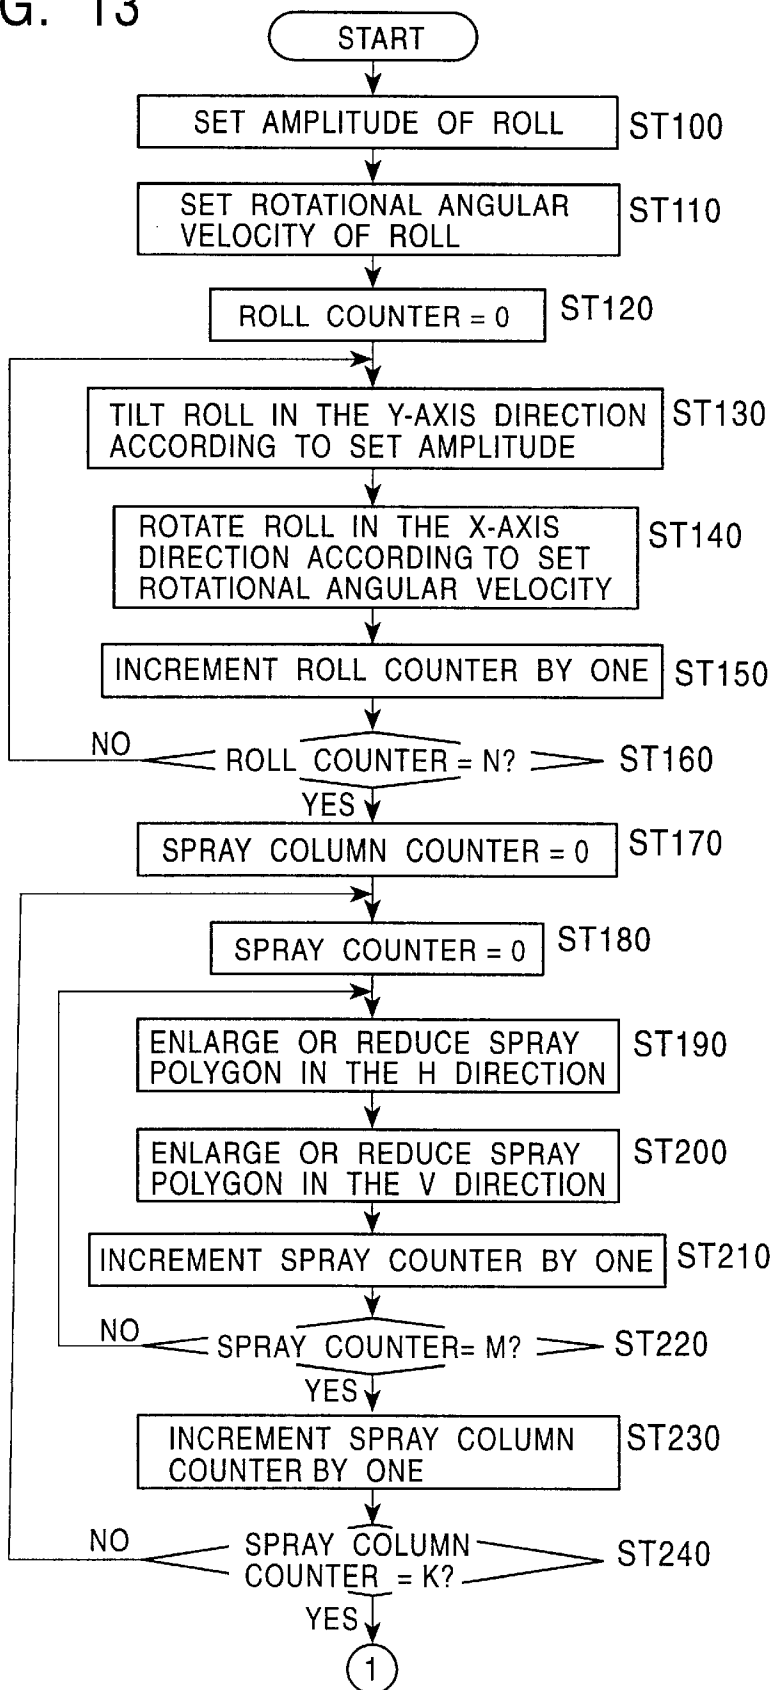 G. 13
START
SET AMPLITUDE OF ROLL
ST100
SET ROTATIONAL ANGULAR
VELOCITY OF ROLL
ST110
ROLL COUNTER = 0
ST120
TILT ROLL IN THE Y-AXIS DIRECTION
ACCORDING TO SET AMPLITUDE
ST130
ROTATE ROLL IN THE X-AXIS
DIRECTION ACCORDING TO SET
ROTATIONAL ANGULAR VELOCITY
ST140
INCREMENT ROLL COUNTER BY ONE
ST150
NO
ROLL COUNTER = N?
ST160
YES
SPRAY COLUMN COUNTER = 0
ST170
SPRAY COUNTER = 0
ST180
ENLARGE OR REDUCE SPRAY
POLYGON IN THE H DIRECTION
ST190
ENLARGE OR REDUCE SPRAY
POLYGON IN THE V DIRECTION
ST200
INCREMENT SPRAY COUNTER BY ONE
ST210
NO
SPRAY COUNTER= M?
ST220
YES
INCREMENT SPRAY COLUMN
COUNTER BY ONE
ST230
NO
SPRAY COLUMN
COUNTER = K?
ST240
YES
1